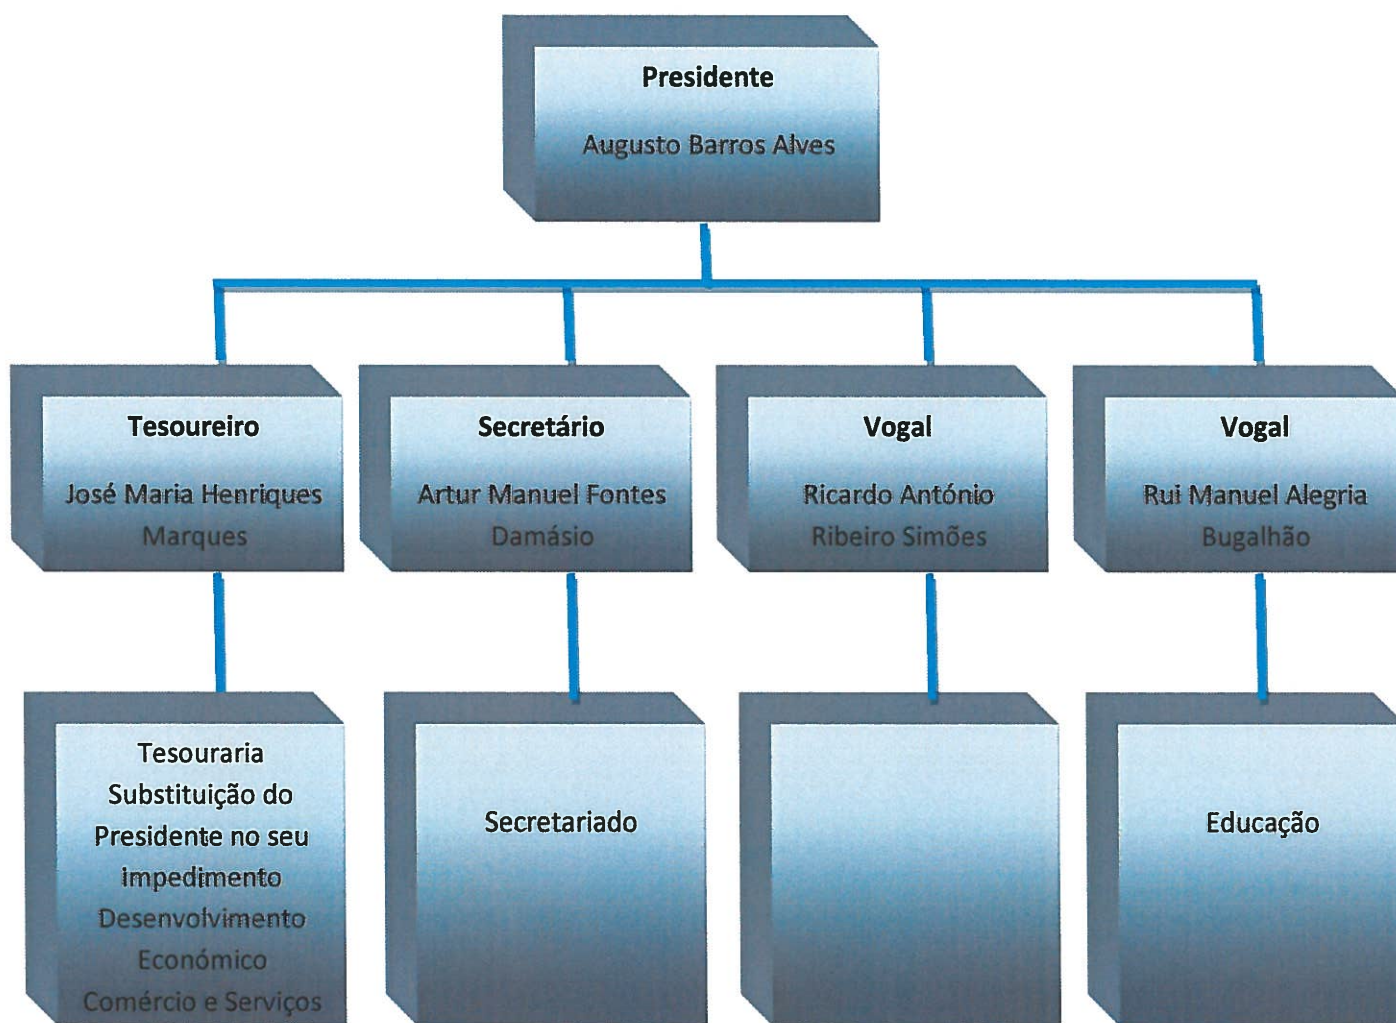 Presidente
Augusto Barros Alves
Tesoureiro
José Maria Henriques
Marques
Secretário
Artur Manuel Fontes
Damásio
Vogal
Ricardo António
Ribeiro Simões
Vogal
Rui Manuel Alegria
Bugalhão
Tesouraria
Substituição do
Presidente no seu
impedimento
Desenvolvimento
Económico
Comércio e Serviços
Secretariado
Educação